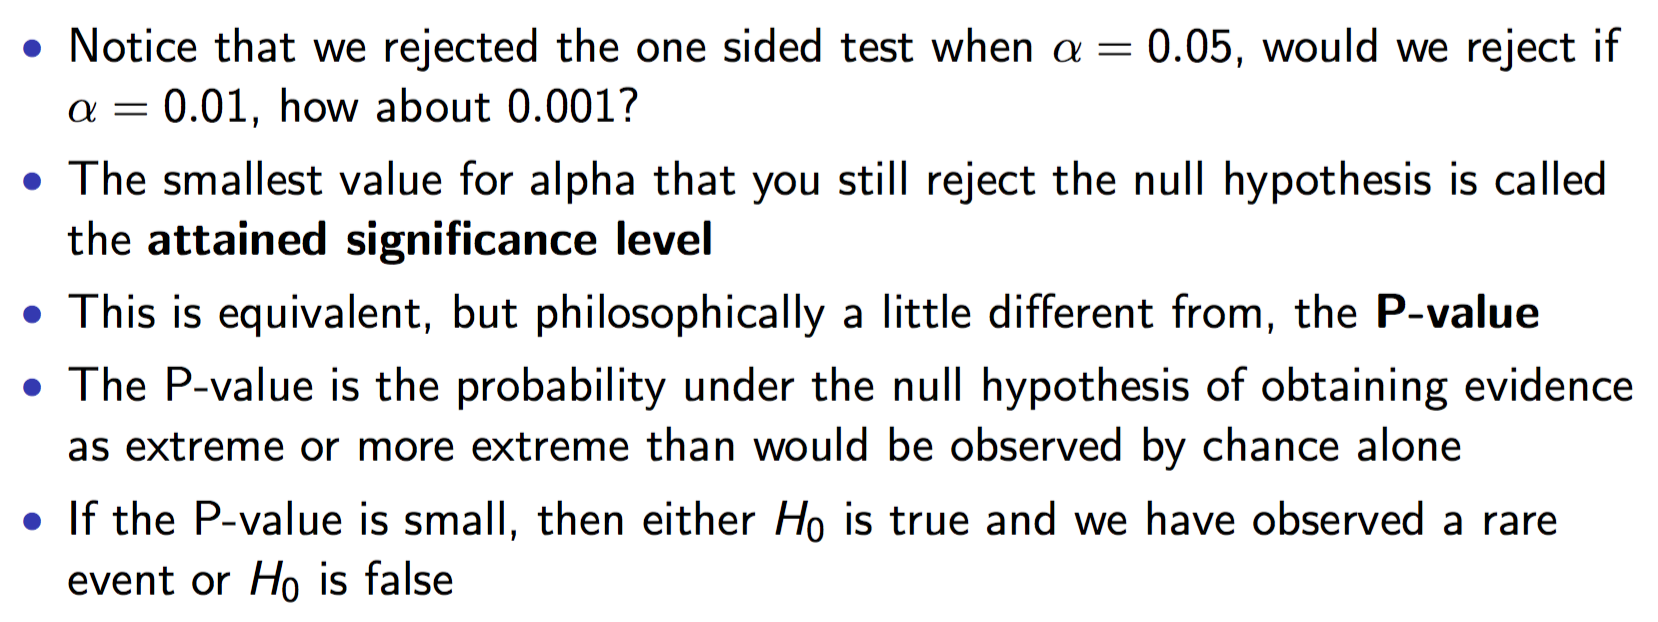 • Notice that we rejected the one sided test when α = 0.05, would we reject if
α = 0.01, how about 0.001?
• The smallest value for alpha that you still reject the null hypothesis is called
the attained significance level
• This is equivalent, but philosophically a little different from, the P-value
• The P-value is the probability under the null hypothesis of obtaining evidence
as extreme or more extreme than would be observed by chance alone
• If the P-value is small, then either H₀ is true and we have observed a rare
event or H₀ is false